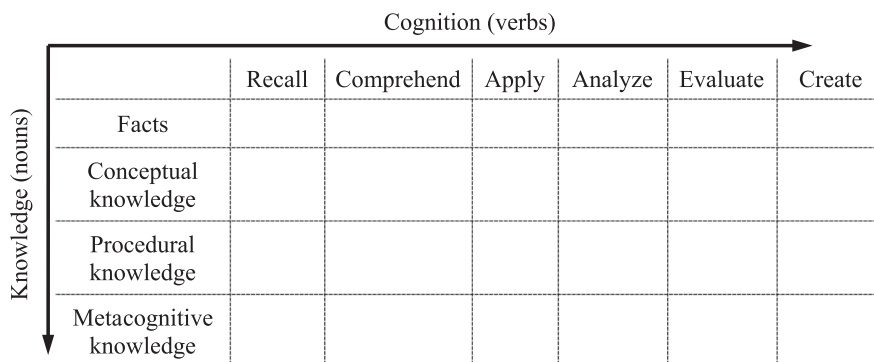 Cognition (verbs)
Recall Comprehend Apply Analyze Evaluate Create
Knowledge (nouns)
Facts
Conceptual
knowledge
Procedural
knowledge
Metacognitive
knowledge